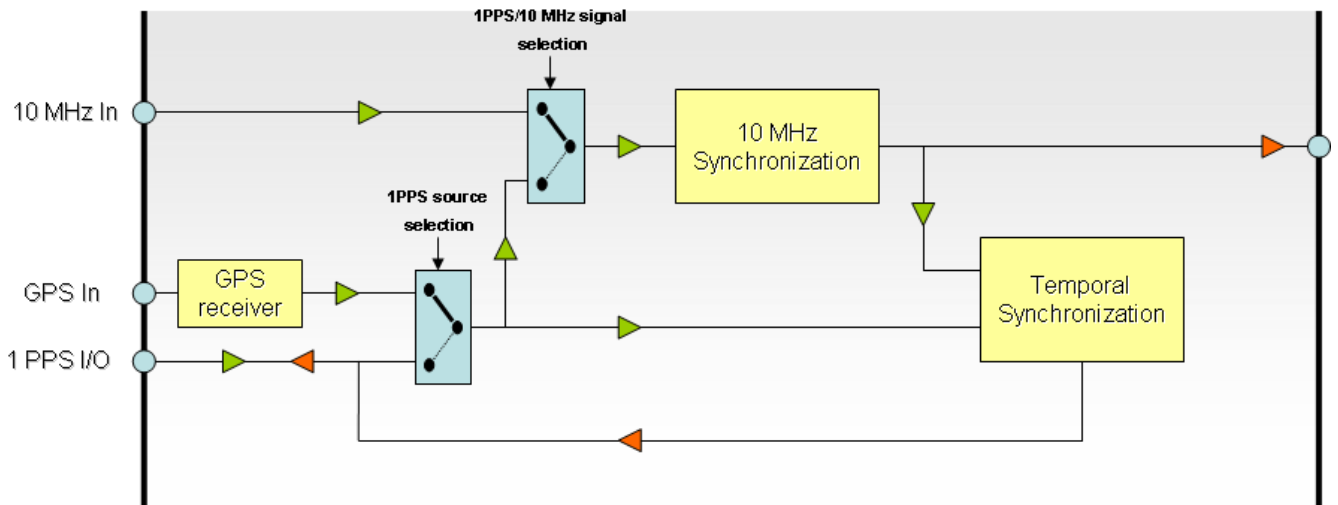 1PPS/10 MHz signal
selection
10 MHz In
10 MHz
Synchronization
1PPS source
selection
GPS In
GPS
receiver
Temporal
Synchronization
1 PPS I/O